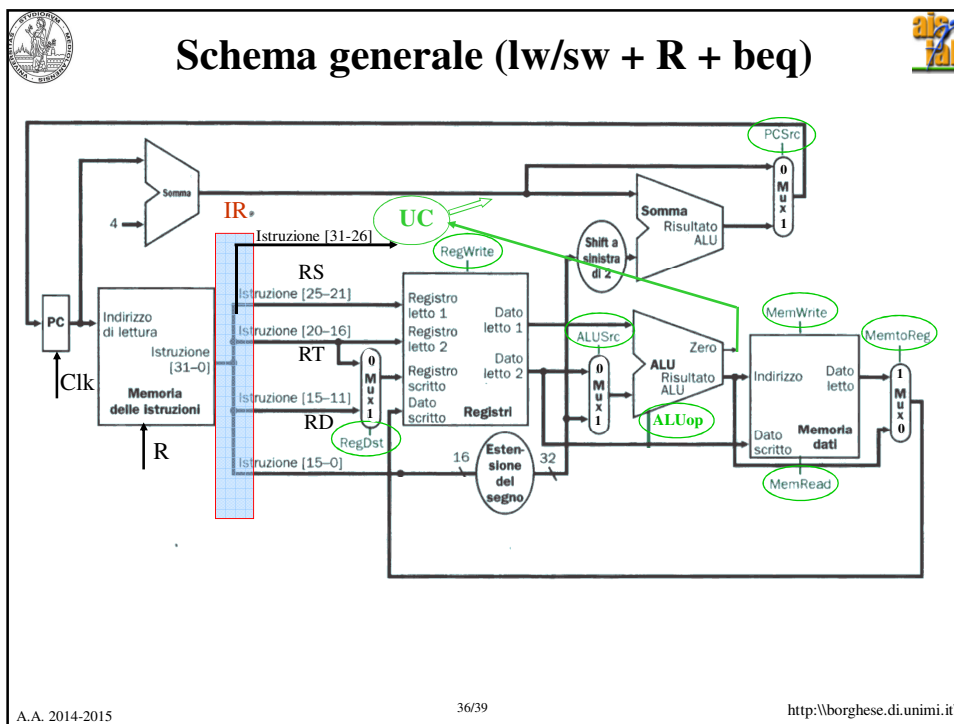 Schema generale (lw/sw + R + beq)
PCSrc
0
Mux
1
Somma
4
IR
UC
Istruzione [31-26]
Somma
Risultato
ALU
Shift a
sinistra
di 2
RegWrite
RS
Istruzione [25–21]
Registro
letto 1
Dato
letto 1
PC
Indirizzo
di lettura
Istruzione
[31–0]
Memoria
delle istruzioni
Clk
R
Istruzione [20–16]
RT
Registro
letto 2
Dato
letto 2
0
Mux
1
Registro
scritto
Dato
scritto
Registri
Istruzione [15–11]
RD
RegDst
ALUSrc
0
Mux
1
Zero
ALU
Risultato
ALU
ALUop
MemWrite
Indirizzo
Dato
letto
Dato
scritto
Memoria
dati
MemRead
MemtoReg
1
Mux
0
Istruzione [15–0]
16
Esten-
sione
del
segno
32
A.A. 2014-2015
36/39
http:\\borghese.di.unimi.it